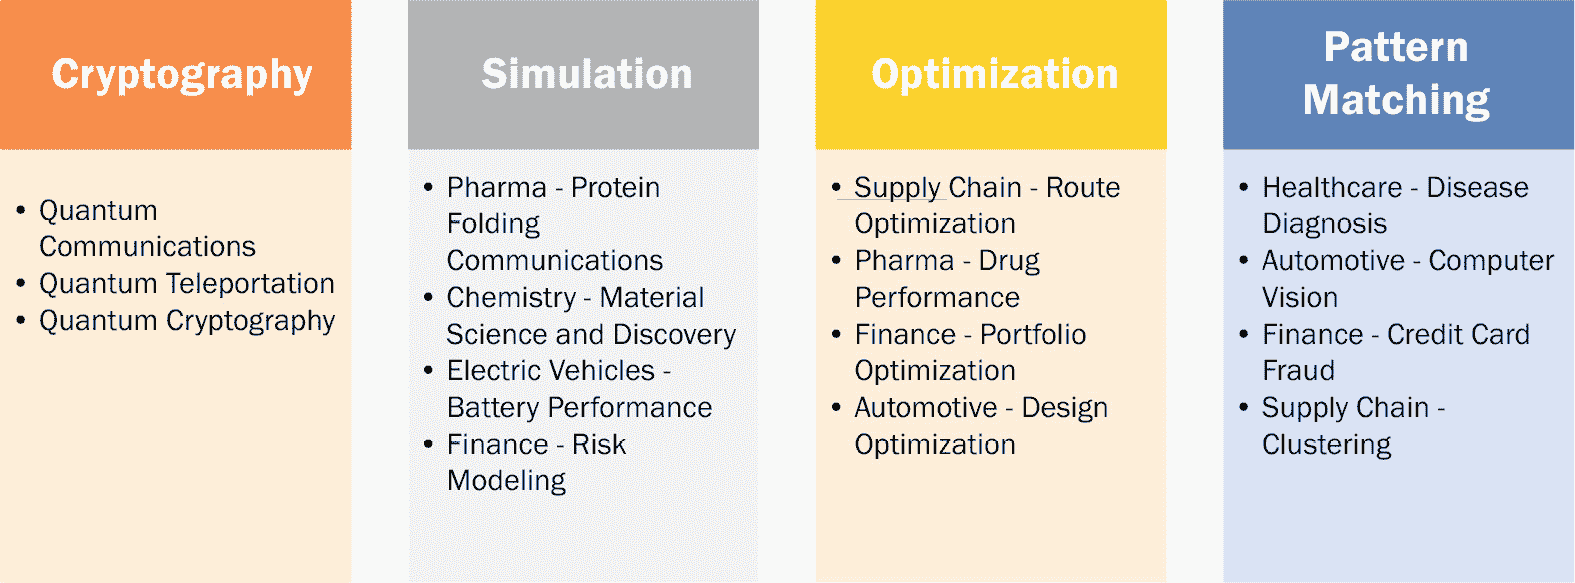 Cryptography
• Quantum
Communications
• Quantum Teleportation
• Quantum Cryptography
Simulation
• Pharma - Protein
Folding
Communications
• Chemistry - Material
Science and Discovery
• Electric Vehicles -
Battery Performance
• Finance - Risk
Modeling
Optimization
• Supply Chain - Route
Optimization
• Pharma - Drug
Performance
• Finance - Portfolio
Optimization
• Automotive - Design
Optimization
Pattern
Matching
• Healthcare - Disease
Diagnosis
• Automotive - Computer
Vision
• Finance - Credit Card
Fraud
• Supply Chain -
Clustering